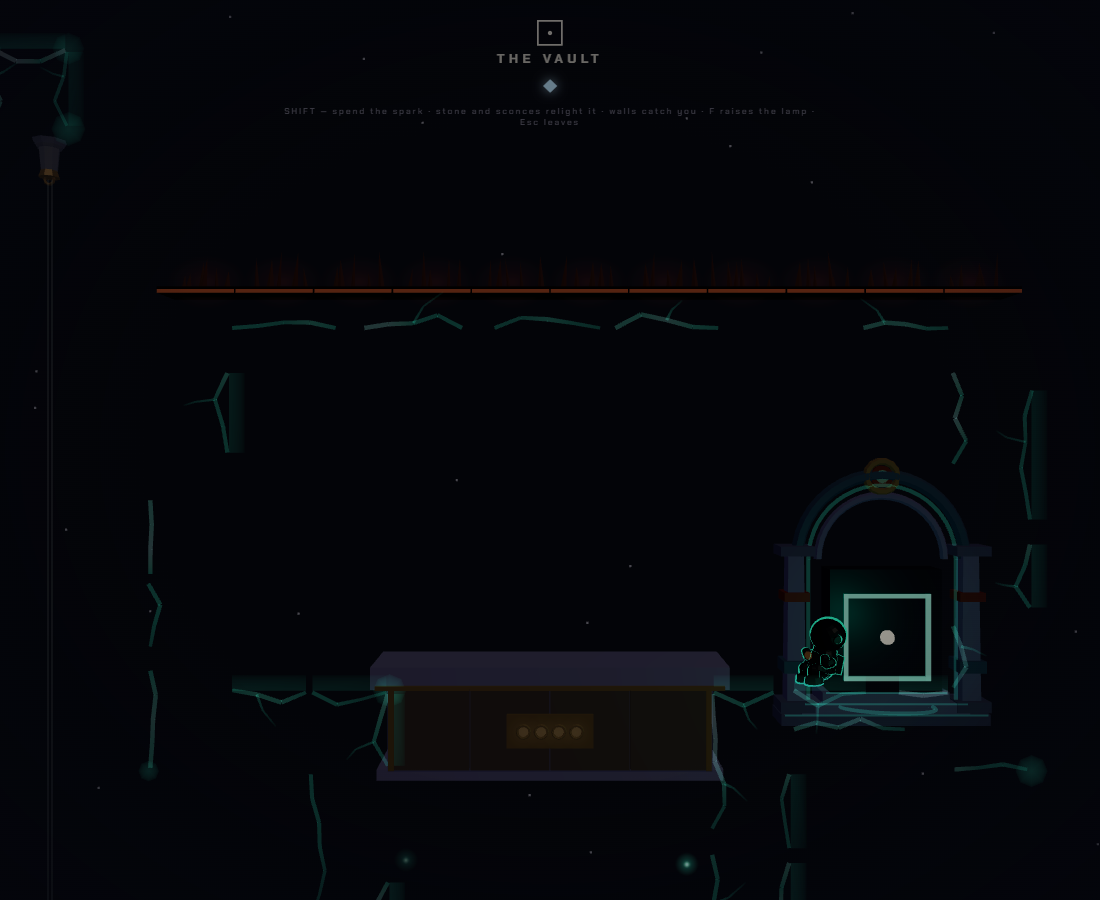 THE VAULT
SHIFT — spend the spark · stone and sconces relight it · walls catch you · F raises the lamp ·
Esc leaves